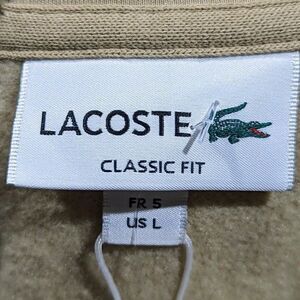 LACOSTE
CLASSIC FIT
FR 5
US L